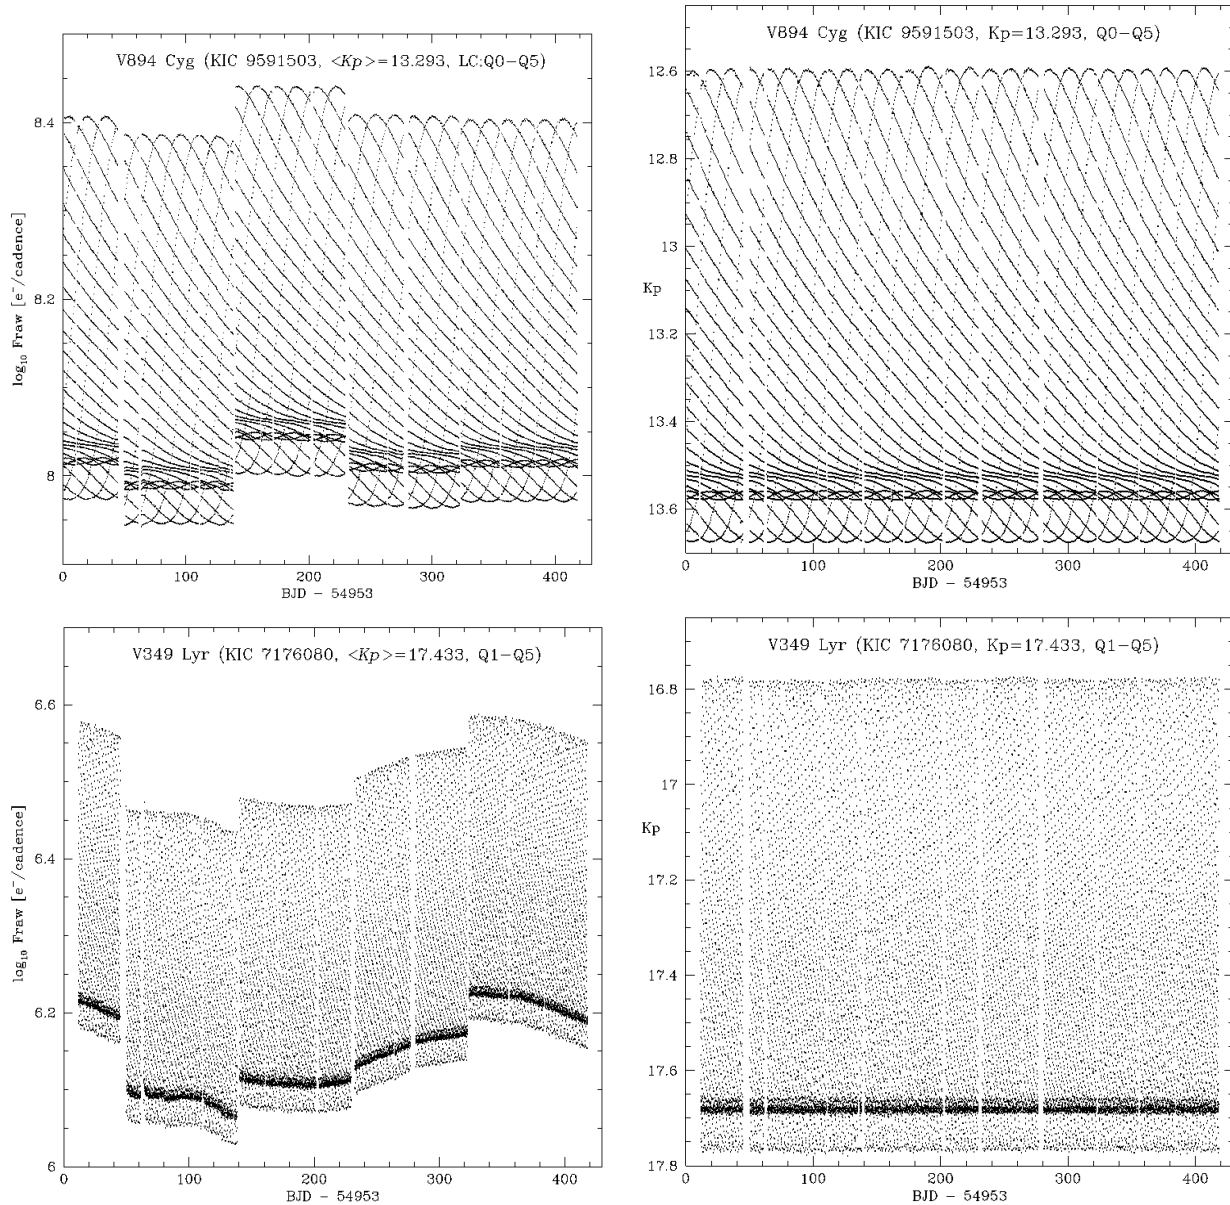 V894 Cyg (KIC 9591503, <Kp>=13.293, LC:Q0−Q5)
8.4
8.2
8
log₁₀ Fraw [e⁻/cadence]
0 100 200 300 400
BJD − 54953
V894 Cyg (KIC 9591503, Kp=13.293, Q0−Q5)
12.6
12.8
13
Kp
13.2
13.4
13.6
0 100 200 300 400
BJD − 54953
V349 Lyr (KIC 7176080, <Kp>=17.433, Q1−Q5)
6.6
6.4
6.2
6
log₁₀ Fraw [e⁻/cadence]
0 100 200 300 400
BJD − 54953
V349 Lyr (KIC 7176080, Kp=17.433, Q1−Q5)
16.8
17
Kp
17.2
17.4
17.6
17.8
0 100 200 300 400
BJD − 54953